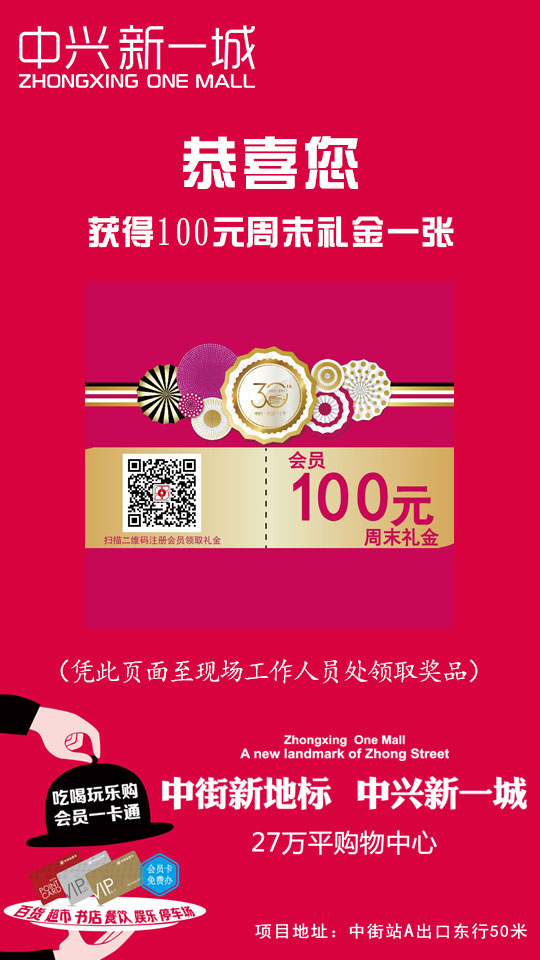 中兴新一城
ZHONGXING ONE MALL
恭喜您
获得100元周末礼金一张
30
会员
100元
周末礼金
扫描二维码注册会员领取礼金
（凭此页面至现场工作人员处领取奖品）
Zhongxing One Mall
A new landmark of Zhong Street
中街新地标 中兴新一城
27万平购物中心
吃喝玩乐购
会员一卡通
POINT
CARD
VIP
VIP
会员卡
免费办
百货 超市 书店 餐饮 娱乐 停车场
项目地址：中街站A出口东行50米